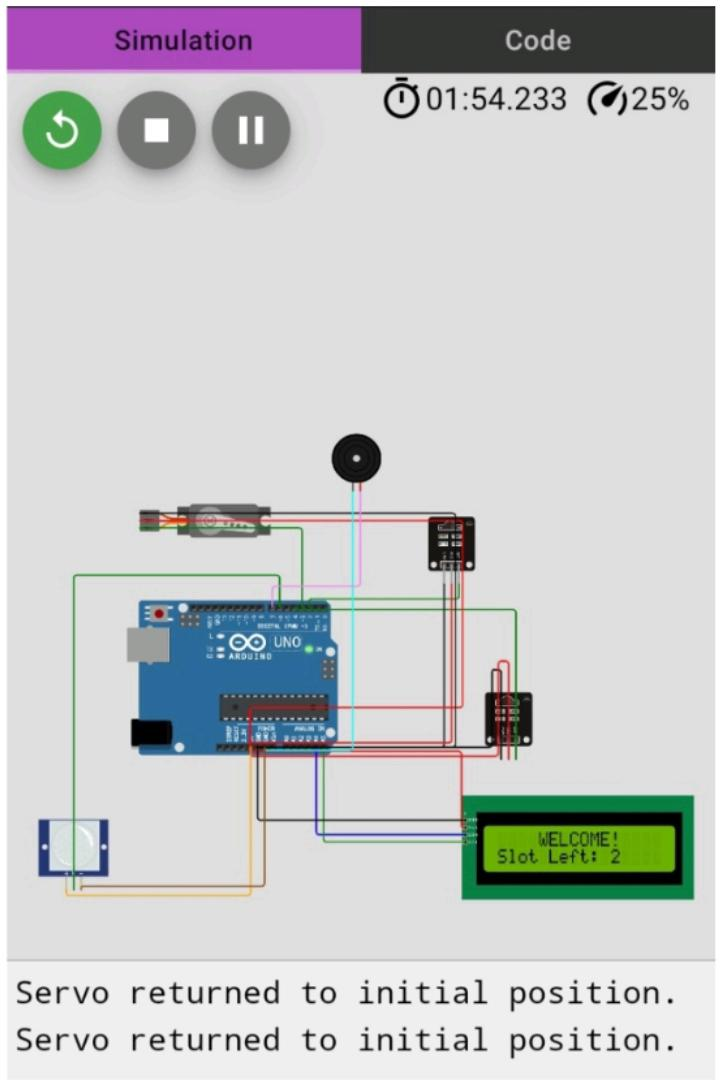 Simulation
Code
01:54.233
25%
UNO
ARDUINO
WELCOME!
Slot Left: 2
Servo returned to initial position.
Servo returned to initial position.